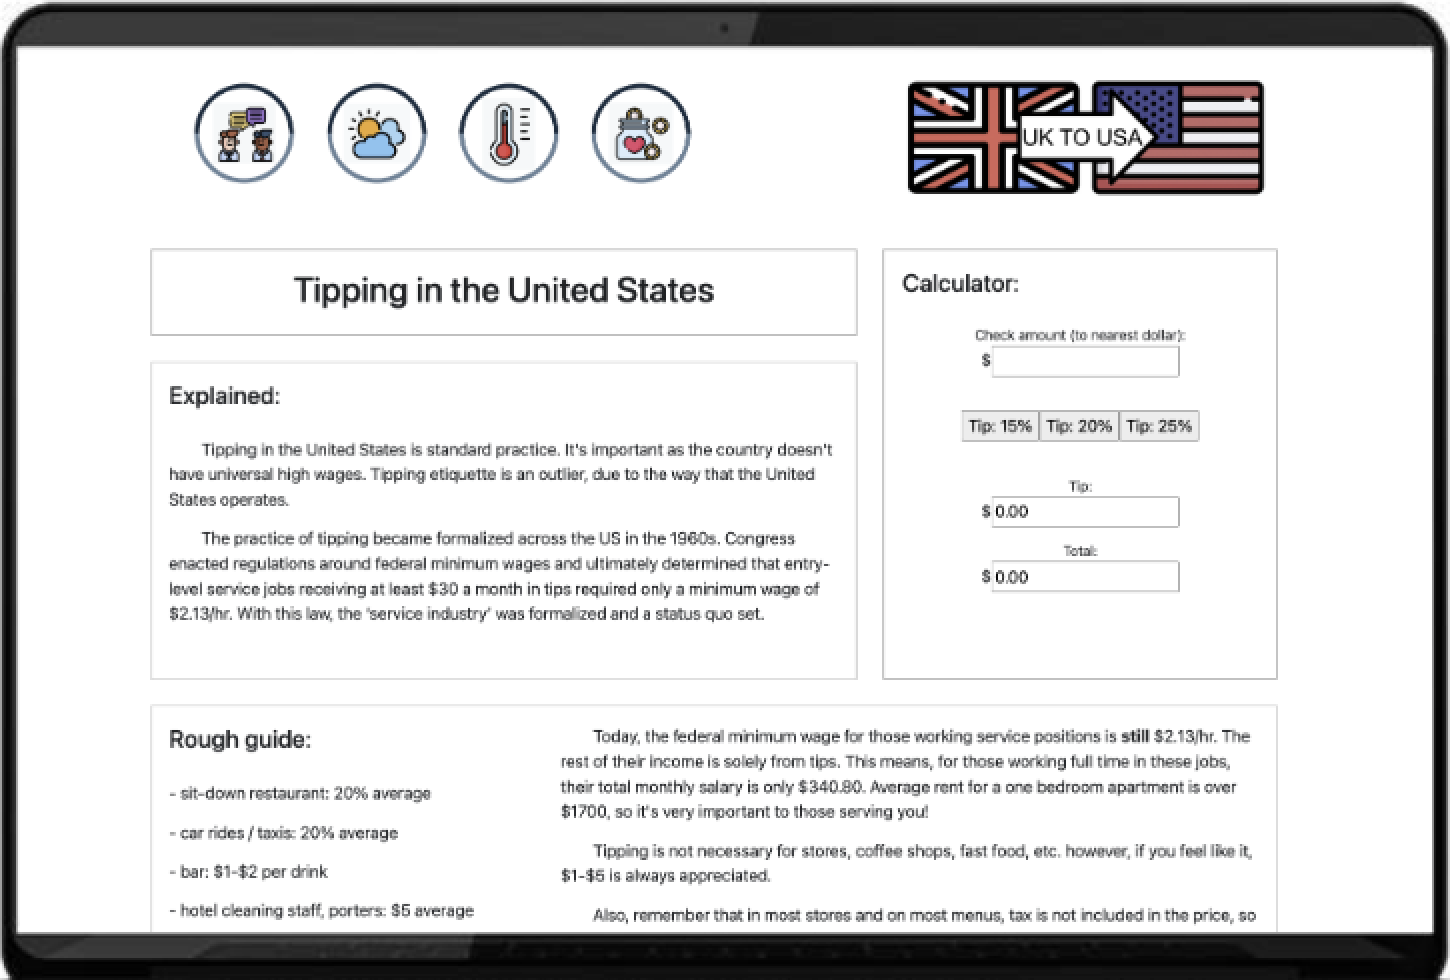 UK TO USA
Tipping in the United States
Explained:
Tipping in the United States is standard practice. It's important as the country doesn't
have universal high wages. Tipping etiquette is an outlier, due to the way that the United
States operates.
The practice of tipping became formalized across the US in the 1960s. Congress
enacted regulations around federal minimum wages and ultimately determined that entry-
level service jobs receiving at least $30 a month in tips required only a minimum wage of
$2.13/hr. With this law, the 'service industry' was formalized and a status quo set.
Calculator:
Check amount (to nearest dollar):
$
Tip: 15% Tip: 20% Tip: 25%
Tip:
$ 0.00
Total:
$ 0.00
Rough guide:
- sit-down restaurant: 20% average
- car rides / taxis: 20% average
- bar: $1-$2 per drink
- hotel cleaning staff, porters: $5 average
Today, the federal minimum wage for those working service positions is still $2.13/hr. The
rest of their income is solely from tips. This means, for those working full time in these jobs,
their total monthly salary is only $340.80. Average rent for a one bedroom apartment is over
$1700, so it's very important to those serving you!
Tipping is not necessary for stores, coffee shops, fast food, etc. however, if you feel like it,
$1-$5 is always appreciated.
Also, remember that in most stores and on most menus, tax is not included in the price, so